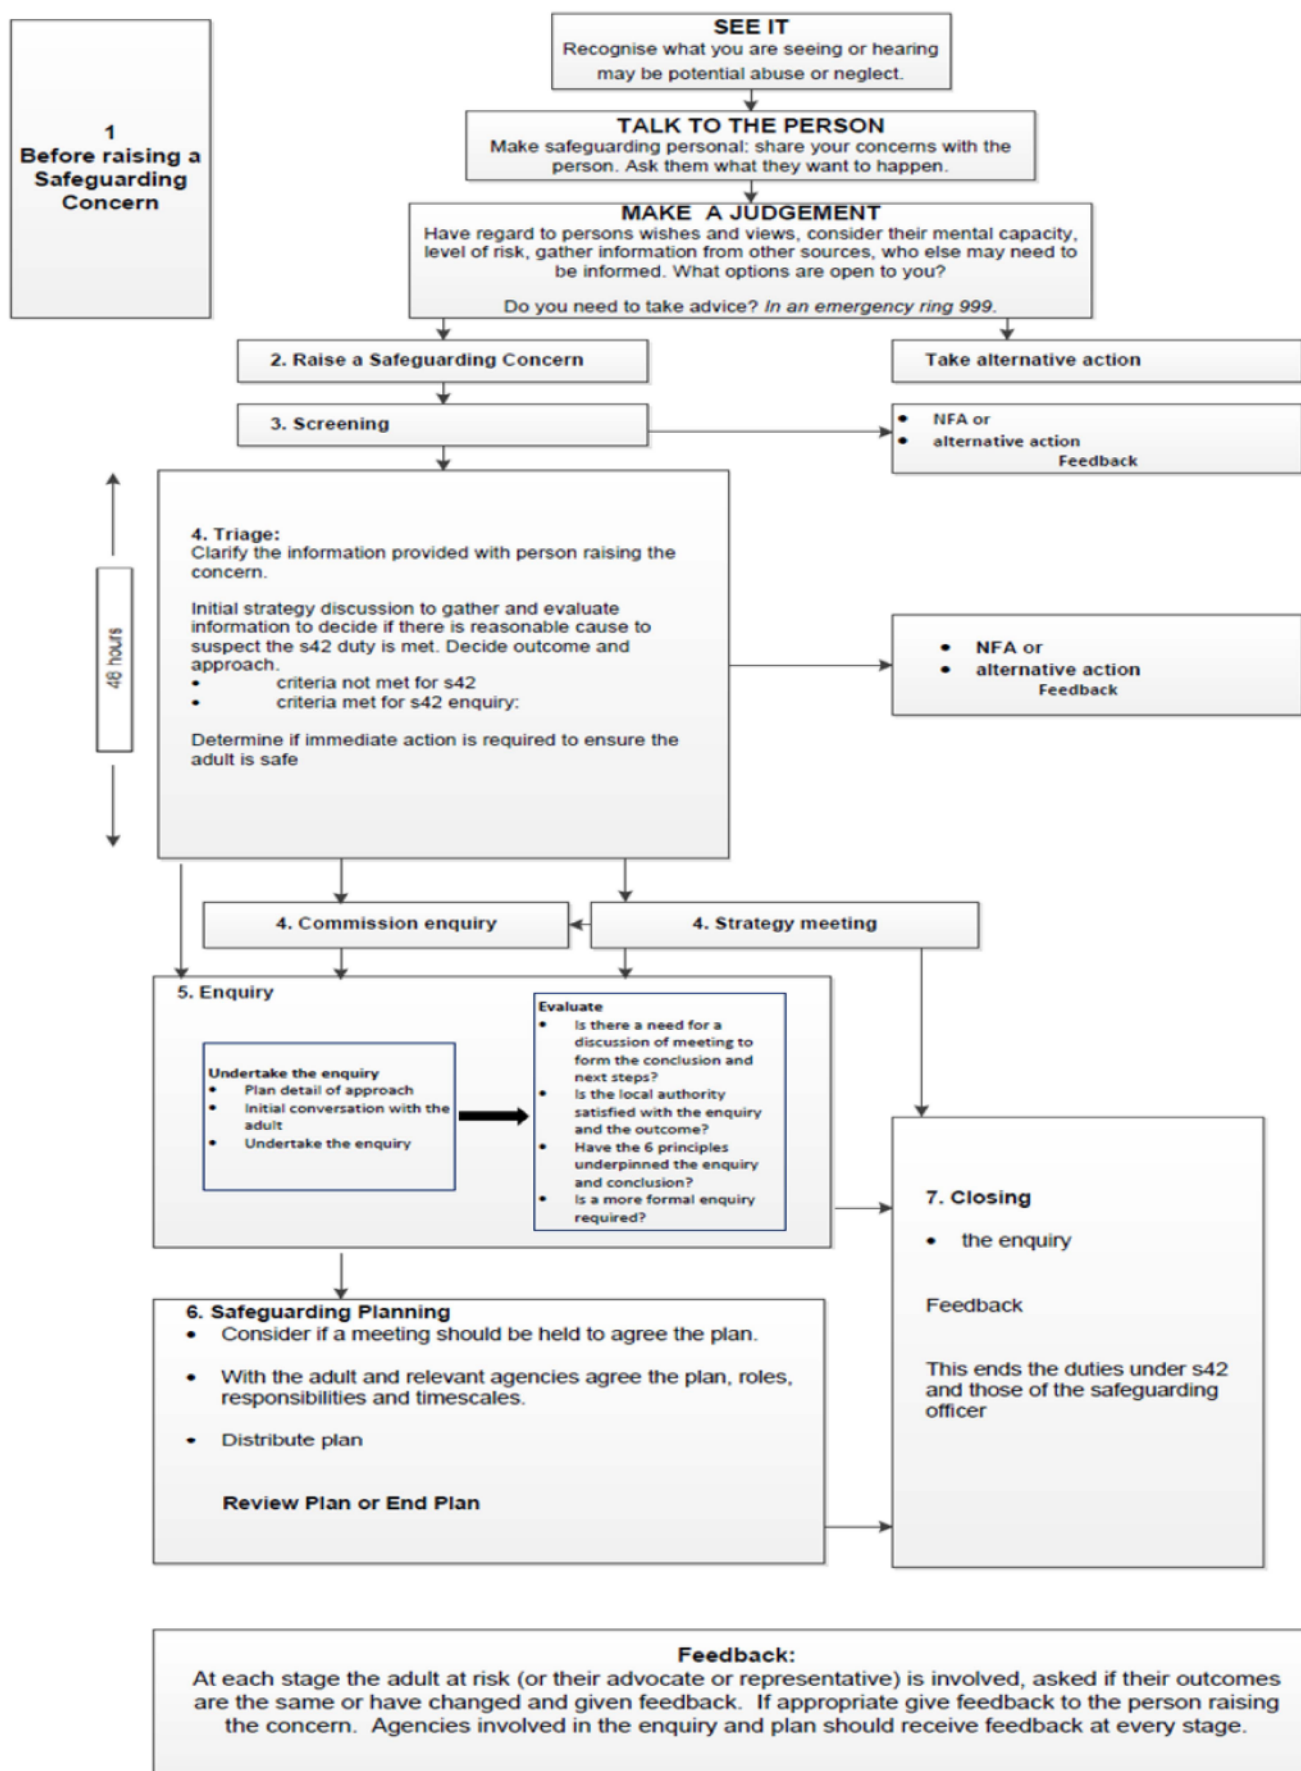 1
Before raising a
Safeguarding
Concern
SEE IT
Recognise what you are seeing or hearing
may be potential abuse or neglect.
TALK TO THE PERSON
Make safeguarding personal: share your concerns with the
person. Ask them what they want to happen.
MAKE A JUDGEMENT
Have regard to persons wishes and views, consider their mental capacity,
level of risk, gather information from other sources, who else may need to
be informed. What options are open to you?
Do you need to take advice? In an emergency ring 999.
2. Raise a Safeguarding Concern
Take alternative action
3. Screening
• NFA or
• alternative action
Feedback
48 hours
4. Triage:
Clarify the information provided with person raising the
concern.
Initial strategy discussion to gather and evaluate
information to decide if there is reasonable cause to
suspect the s42 duty is met. Decide outcome and
approach.
• criteria not met for s42
• criteria met for s42 enquiry:
Determine if immediate action is required to ensure the
adult is safe
• NFA or
• alternative action
Feedback
4. Commission enquiry
4. Strategy meeting
5. Enquiry
Undertake the enquiry
• Plan detail of approach
• Initial conversation with the
adult
• Undertake the enquiry
Evaluate
• Is there a need for a
discussion of meeting to
form the conclusion and
next steps?
• Is the local authority
satisfied with the enquiry
and the outcome?
• Have the 6 principles
underpinned the enquiry
and conclusion?
• Is a more formal enquiry
required?
7. Closing
• the enquiry
Feedback
This ends the duties under s42
and those of the safeguarding
officer
6. Safeguarding Planning
• Consider if a meeting should be held to agree the plan.
• With the adult and relevant agencies agree the plan, roles,
responsibilities and timescales.
• Distribute plan
Review Plan or End Plan
Feedback:
At each stage the adult at risk (or their advocate or representative) is involved, asked if their outcomes
are the same or have changed and given feedback. If appropriate give feedback to the person raising
the concern. Agencies involved in the enquiry and plan should receive feedback at every stage.